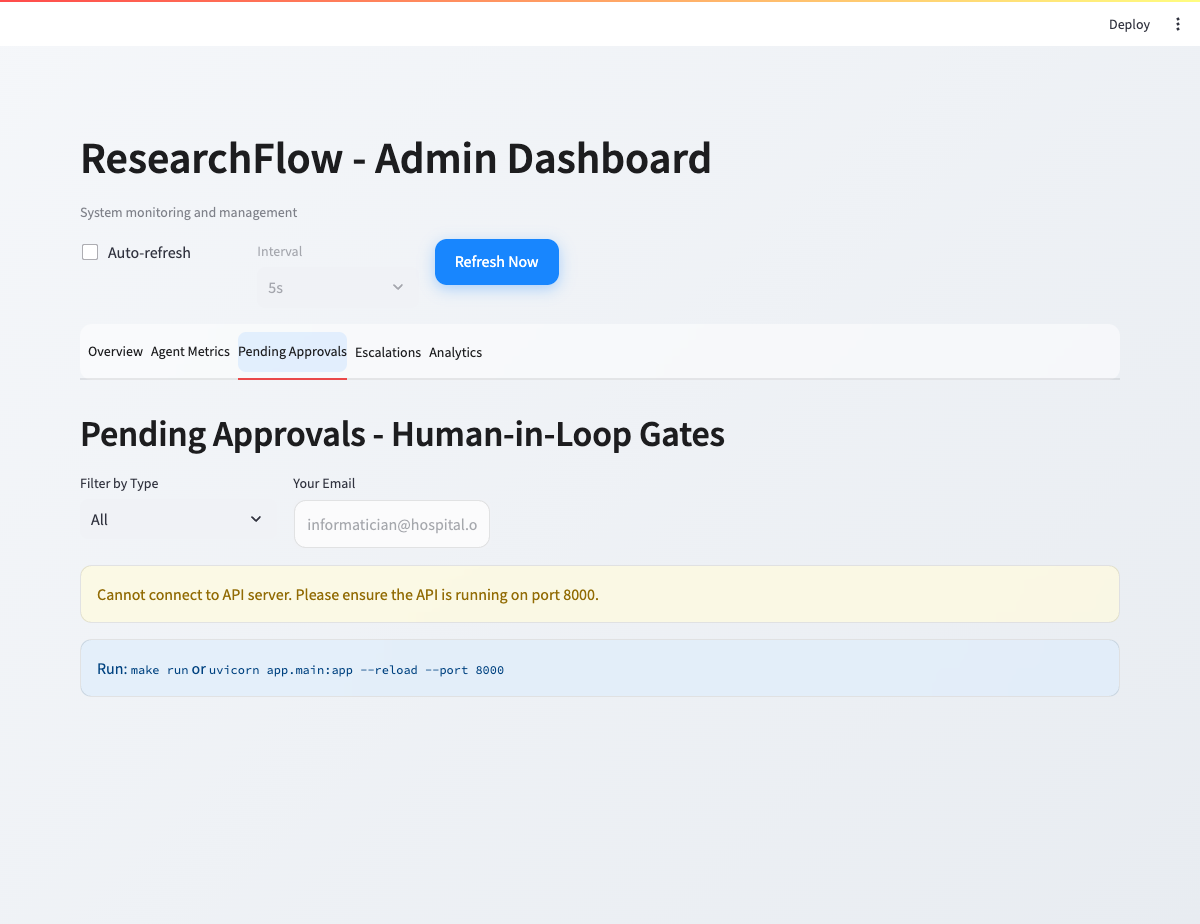 Deploy
ResearchFlow - Admin Dashboard
System monitoring and management
Auto-refresh
Interval
5s
Refresh Now
Overview Agent Metrics Pending Approvals Escalations Analytics
Pending Approvals - Human-in-Loop Gates
Filter by Type
Your Email
All
informatician@hospital.o
Cannot connect to API server. Please ensure the API is running on port 8000.
Run: make run or uvicorn app.main:app --reload --port 8000